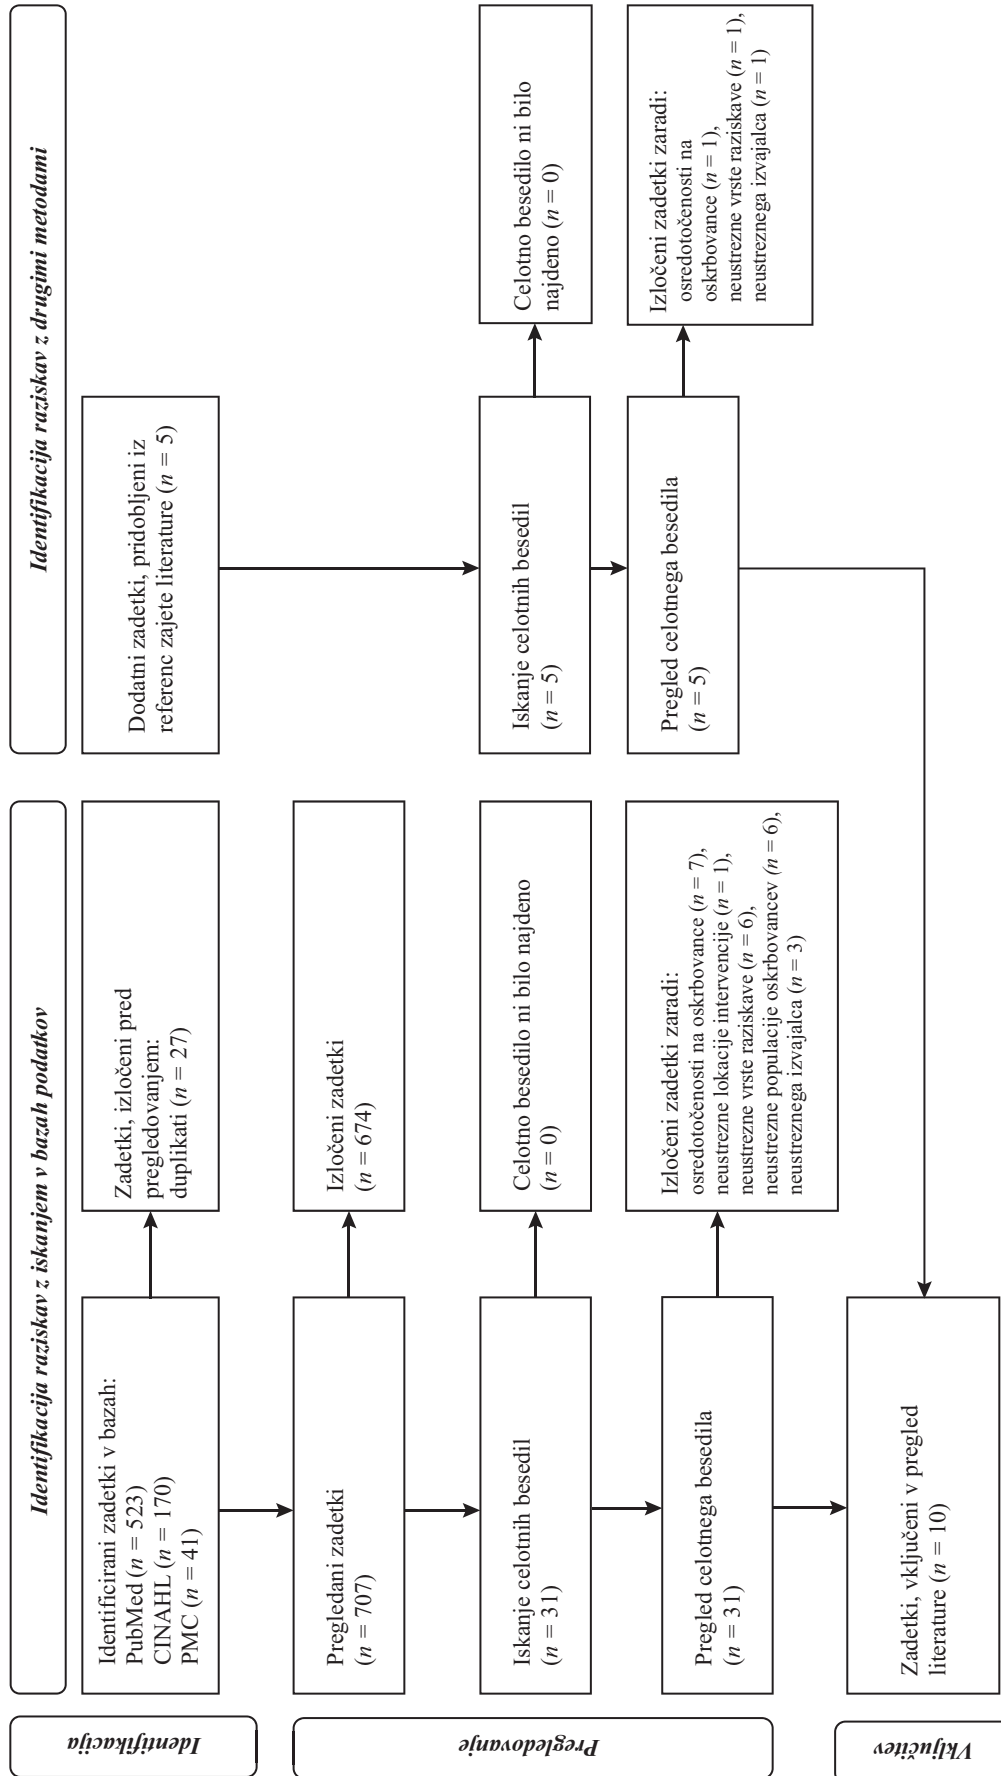 Identifikacija raziskav z iskanjem v bazah podatkov
Identifikacija raziskav z drugimi metodami
Identifikacija
Identificirani zadetki v bazah:
PubMed (n = 523)
CINAHL (n = 170)
PMC (n = 41)
Zadetki, izločeni pred
pregledovanjem:
duplikati (n = 27)
Dodatni zadetki, pridobljeni iz
referenc zajete literature (n = 5)
Pregledovanje
Pregledani zadetki
(n = 707)
Izločeni zadetki
(n = 674)
Iskanje celotnih besedil
(n = 31)
Celotno besedilo ni bilo najdeno
(n = 0)
Iskanje celotnih besedil
(n = 5)
Celotno besedilo ni bilo
najdeno (n = 0)
Pregled celotnega besedila
(n = 31)
Izločeni zadetki zaradi:
osredotočenosti na oskrbovance (n = 7),
neustrezne lokacije intervencije (n = 1),
neustrezne vrste raziskave (n = 6),
neustrezne populacije oskrbovancev (n = 6),
neustreznega izvajalca (n = 3)
Pregled celotnega besedila
(n = 5)
Izločeni zadetki zaradi:
osredotočenosti na
oskrbovance (n = 1),
neustrezne vrste raziskave (n = 1),
neustreznega izvajalca (n = 1)
Vključitev
Zadetki, vključeni v pregled
literature (n = 10)